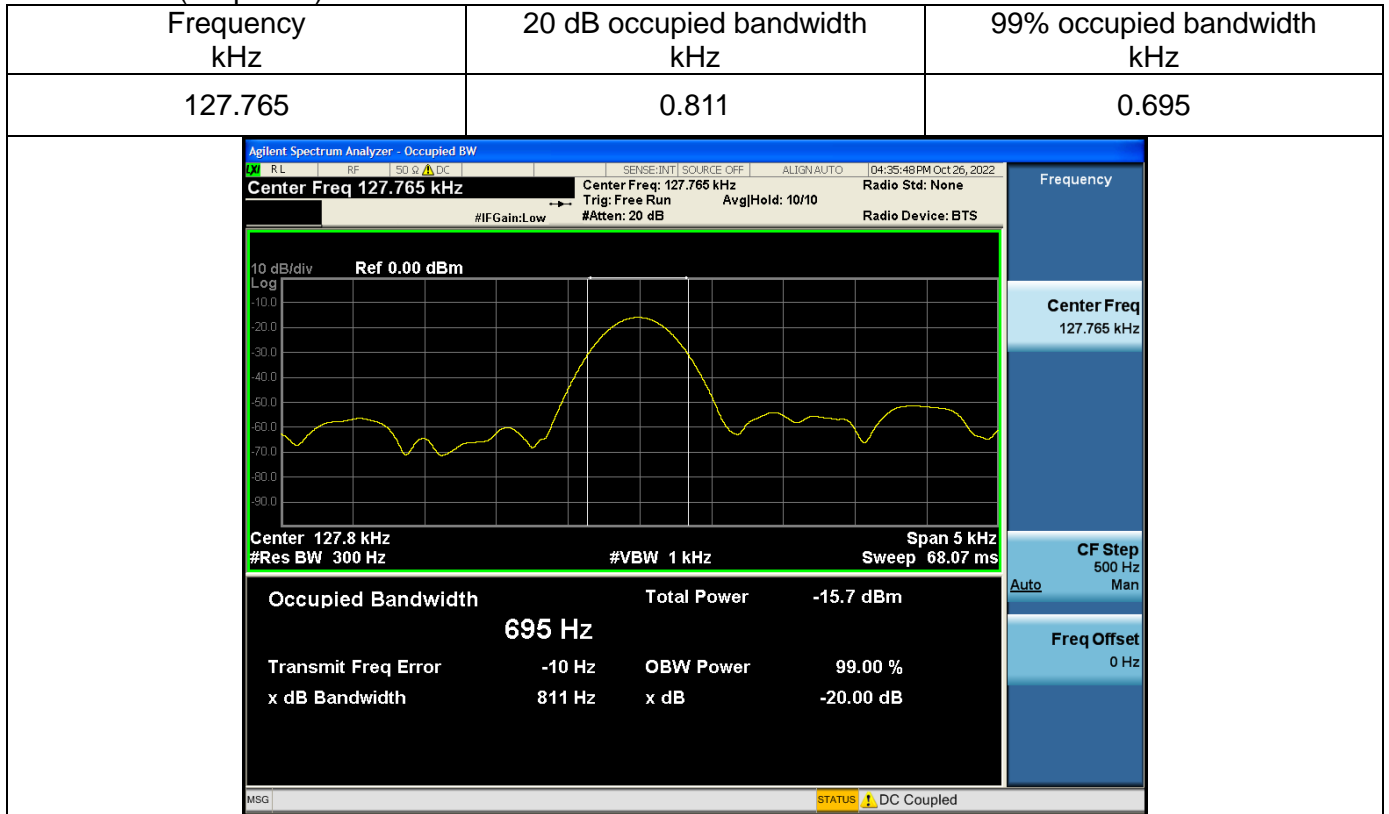 Frequency
kHz
20 dB occupied bandwidth
kHz
99% occupied bandwidth
kHz
127.765
0.811
0.695
Agilent Spectrum Analyzer - Occupied BW
LXI RL RF 50 Ω DC SENSE:INT SOURCE OFF ALIGN AUTO 04:35:48 PM Oct 26, 2022
Center Freq 127.765 kHz
Center Freq: 127.765 kHz
Radio Std: None
Trig: Free Run Avg|Hold: 10/10
#IFGain:Low
#Atten: 20 dB
Radio Device: BTS
10 dB/div Ref 0.00 dBm
Log
-10.0
-20.0
-30.0
-40.0
-50.0
-60.0
-70.0
-80.0
-90.0
Center 127.8 kHz Span 5 kHz
#Res BW 300 Hz #VBW 1 kHz Sweep 68.07 ms
Occupied Bandwidth Total Power -15.7 dBm
695 Hz
Transmit Freq Error -10 Hz OBW Power 99.00 %
x dB Bandwidth 811 Hz x dB -20.00 dB
Frequency
Center Freq
127.765 kHz
CF Step
500 Hz
Auto Man
Freq Offset
0 Hz
MSG STATUS DC Coupled